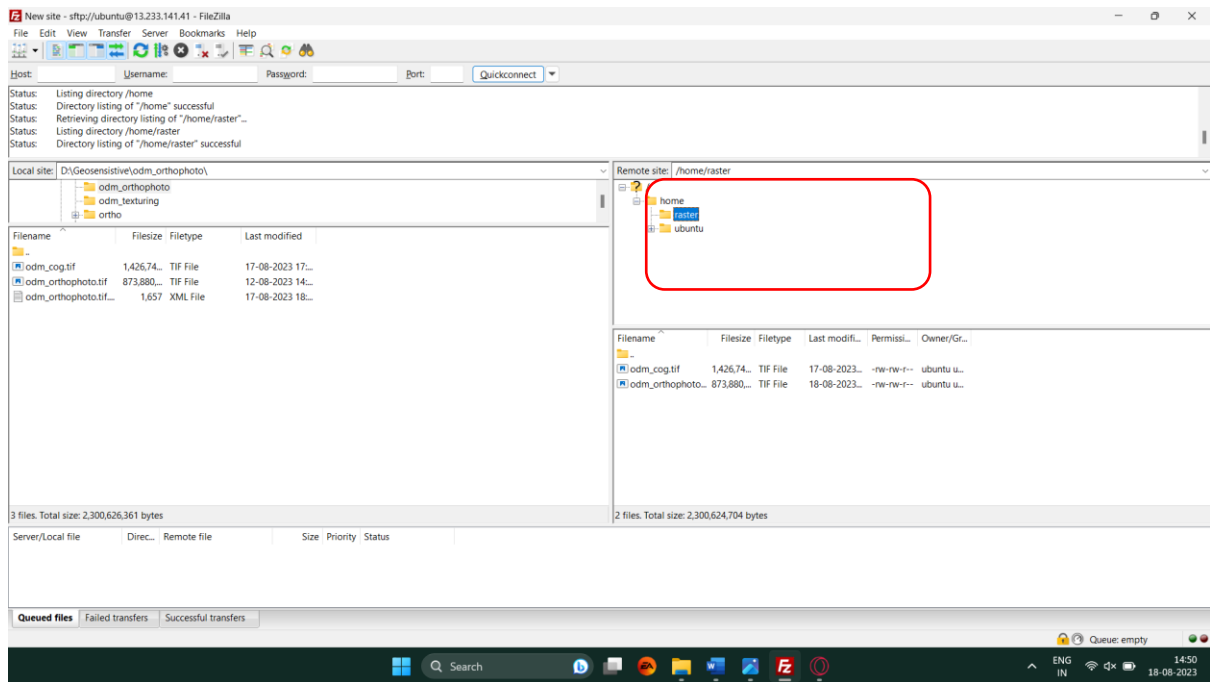 New site - sftp://ubuntu@13.233.141.41 - FileZilla
File Edit View Transfer Server Bookmarks Help
Host: Username: Password: Port: Quickconnect
Status: Listing directory /home
Status: Directory listing of "/home" successful
Status: Retrieving directory listing of "/home/raster"...
Status: Listing directory /home/raster
Status: Directory listing of "/home/raster" successful
Local site: D:\Geosensistive\odm_orthophoto\
odm_orthophoto
odm_texturing
ortho
Filename Filesize Filetype Last modified
..
odm_cog.tif 1,426,74... TIF File 17-08-2023 17:...
odm_orthophoto.tif 873,880,... TIF File 12-08-2023 14:...
odm_orthophoto.tif.... 1,657 XML File 17-08-2023 18:...
3 files. Total size: 2,300,626,361 bytes
Remote site: /home/raster
/
home
raster
ubuntu
Filename Filesize Filetype Last modifi... Permissi... Owner/Gr...
..
odm_cog.tif 1,426,74... TIF File 17-08-2023... -rw-rw-r-- ubuntu u...
odm_orthophoto... 873,880,... TIF File 18-08-2023... -rw-rw-r-- ubuntu u...
2 files. Total size: 2,300,624,704 bytes
Server/Local file Direc... Remote file Size Priority Status
Queued files Failed transfers Successful transfers
Queue: empty
Search
ENG
IN
14:50
18-08-2023